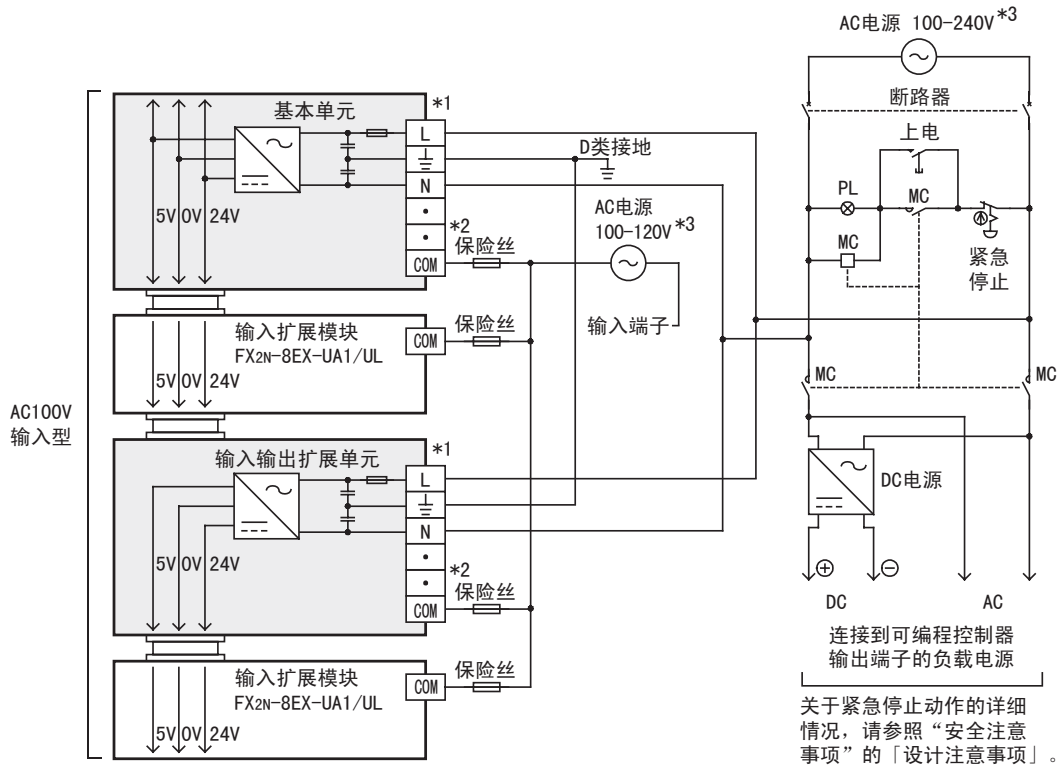 AC电源 100-240V*3
断路器
上电
PL
MC
MC
紧急
停止
MC
MC
DC电源
⊕
⊖
DC
AC
连接到可编程控制器
输出端子的负载电源
关于紧急停止动作的详细
情况，请参照“安全注意
事项”的「设计注意事项」。
AC100V
输入型
基本单元
*1
L
N
•
•
*2
COM
5V 0V 24V
D类接地
AC电源
100-120V*3
保险丝
输入端子
输入扩展模块
FX2N-8EX-UA1/UL
COM
保险丝
5V 0V 24V
输入输出扩展单元
*1
L
N
•
•
*2
COM
保险丝
5V 0V 24V
输入扩展模块
FX2N-8EX-UA1/UL
COM
保险丝
5V 0V 24V